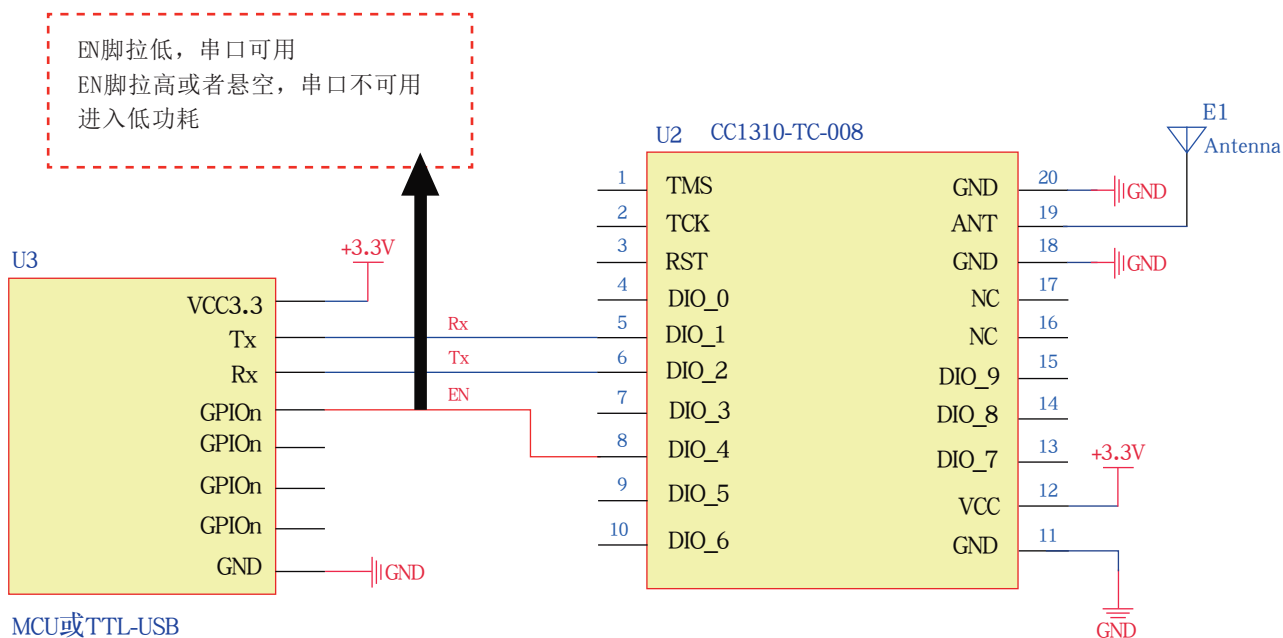 EN脚拉低，串口可用
EN脚拉高或者悬空，串口不可用
进入低功耗
U3
+3.3V
VCC3.3
Tx
Rx
GPIOn
GPIOn
GPIOn
GPIOn
GND
GND
MCU或TTL-USB
Rx
Tx
EN
U2 CC1310-TC-008
1 TMS
2 TCK
3 RST
4 DIO_0
5 DIO_1
6 DIO_2
7 DIO_3
8 DIO_4
9 DIO_5
10 DIO_6
GND 20 GND
ANT 19
GND 18 GND
NC 17
NC 16
DIO_9 15
DIO_8 14
DIO_7 13
VCC 12
GND 11
+3.3V
GND
E1
Antenna